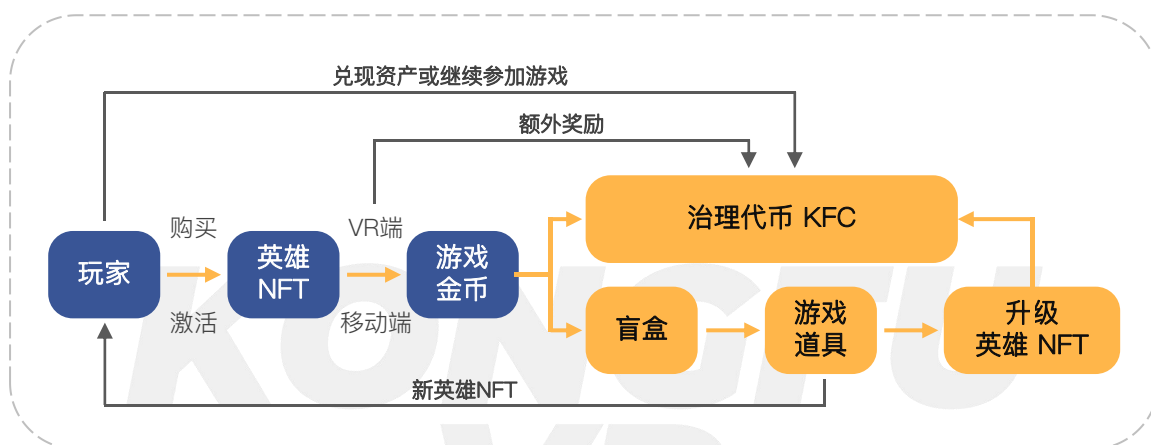 兑现资产或继续参加游戏
额外奖励
购买
VR端
治理代币 KFC
玩家
英雄
NFT
游戏
金币
激活
移动端
盲盒
游戏
道具
升级
英雄 NFT
新英雄NFT
KONGFU
VR